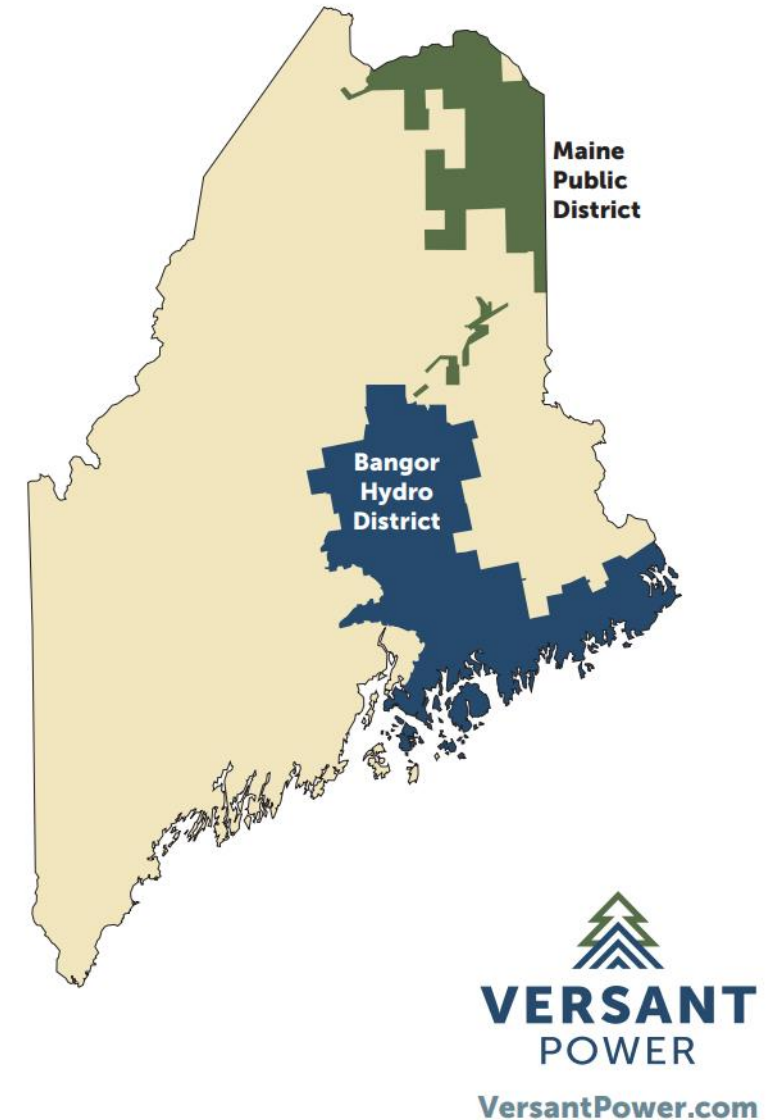 Maine
Public
District
Bangor
Hydro
District
VERSANT
POWER
VersantPower.com